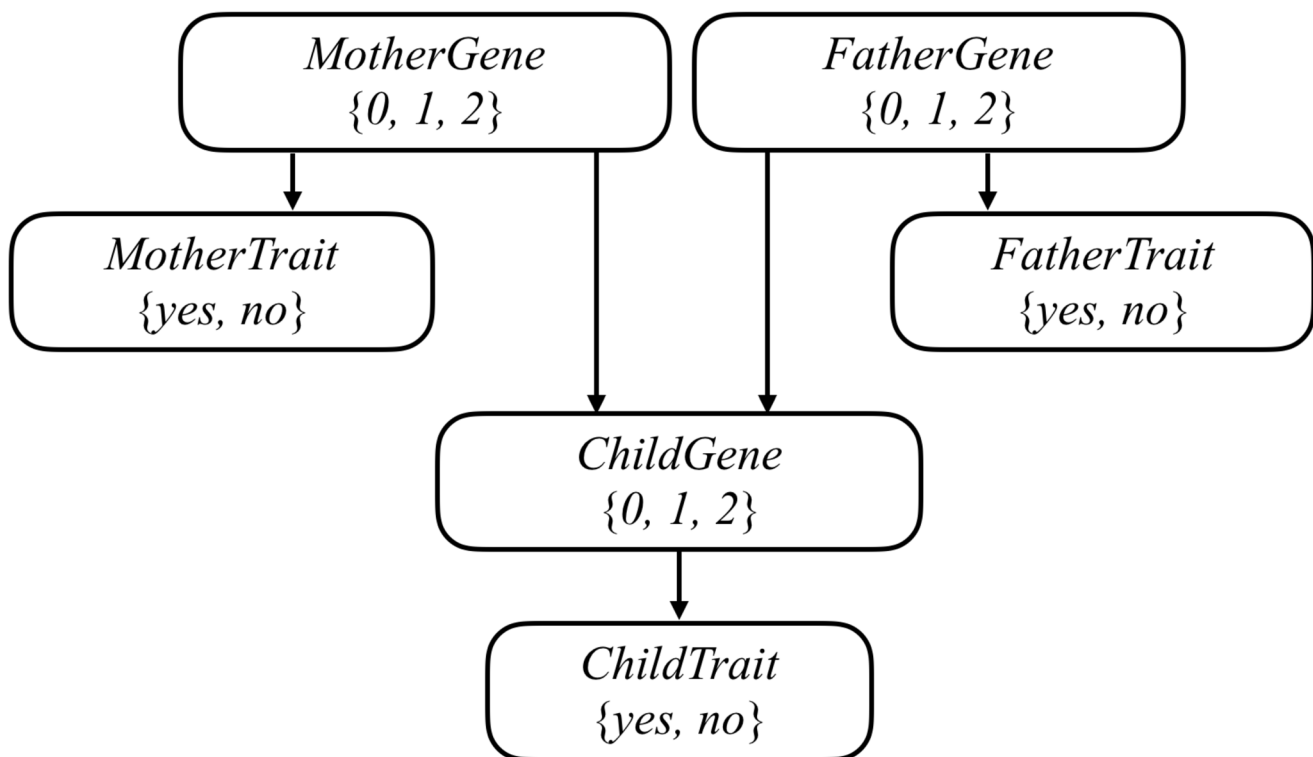 MotherGene
{0, 1, 2}
FatherGene
{0, 1, 2}
MotherTrait
{yes, no}
FatherTrait
{yes, no}
ChildGene
{0, 1, 2}
ChildTrait
{yes, no}